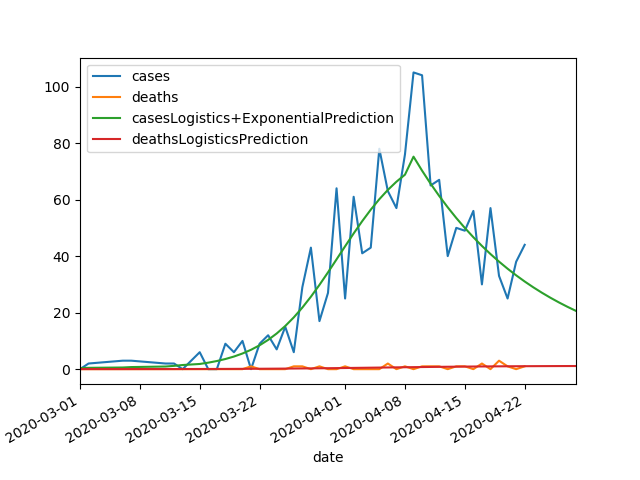 cases
deaths
casesLogistics+ExponentialPrediction
deathsLogisticsPrediction
100
80
60
40
20
0
2020-03-01
2020-03-08
2020-03-15
2020-03-22
2020-04-01
2020-04-08
2020-04-15
2020-04-22
date